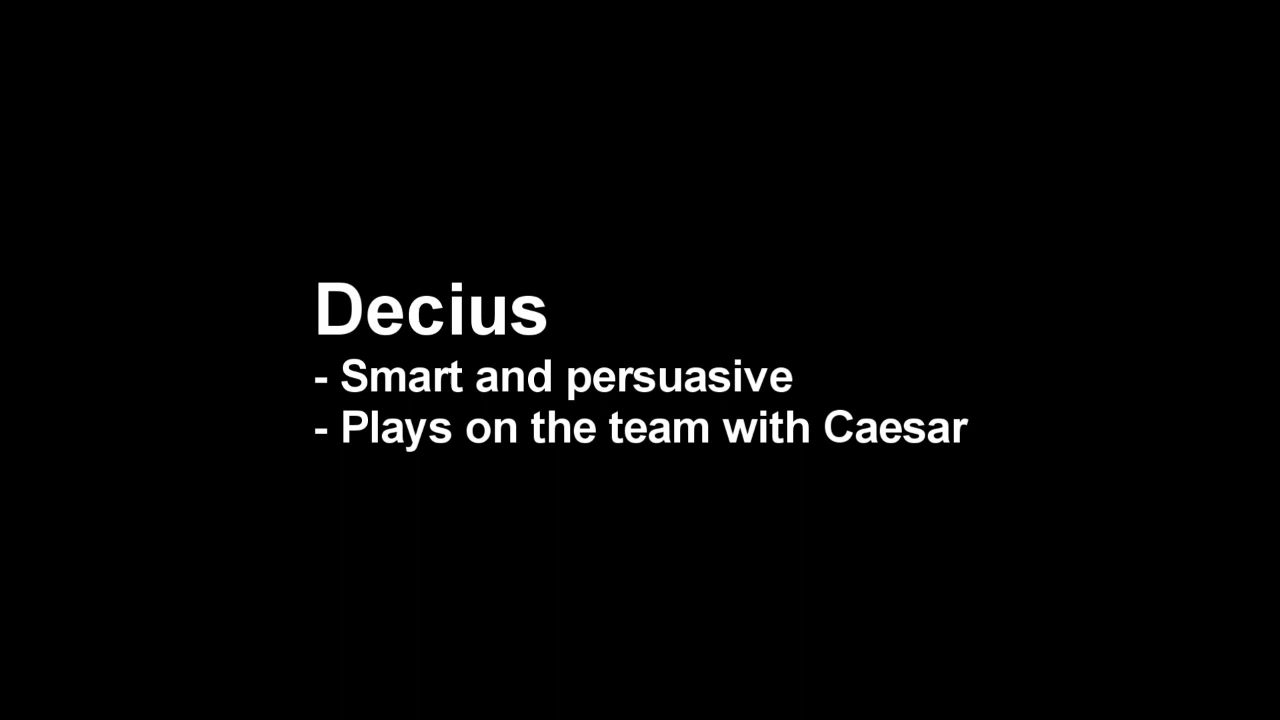 Decius
- Smart and persuasive
- Plays on the team with Caesar